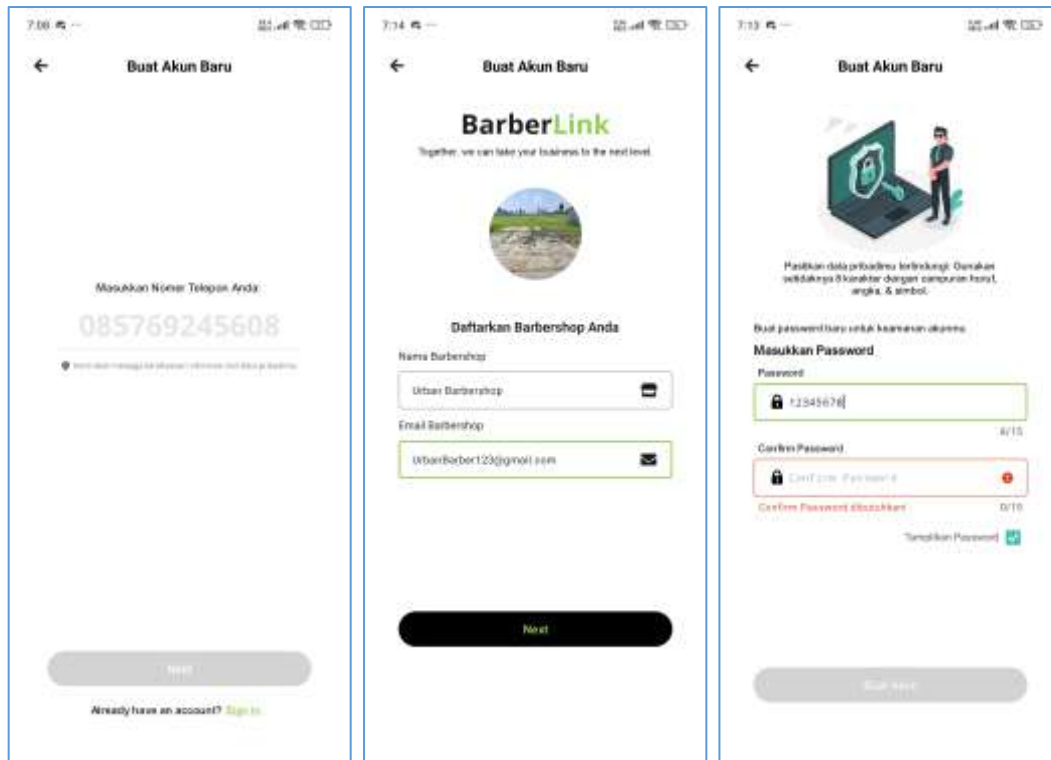 7:08
Buat Akun Baru
Masukkan Nomer Telepon Anda:
085769245608
Next
Already have an account? Sign In
7:14
Buat Akun Baru
BarberLink
Together, we can take your business to the next level.
Daftarkan Barbershop Anda
Nama Barbershop
Urban Barbershop
Email Barbershop
UrbanBarber123@gmail.com
Next
7:13
Buat Akun Baru
Pastikan data pribadimu terlindungi. Gunakan
setidaknya 8 karakter dengan campuran huruf,
angka, & simbol.
Buat password baru untuk keamanan akunmu.
Masukkan Password
Password
12345678
/15
Confirm Password
Confirm Password
Confirm Password dibutuhkan!
0/15
Tampilkan Password
Buat Akun